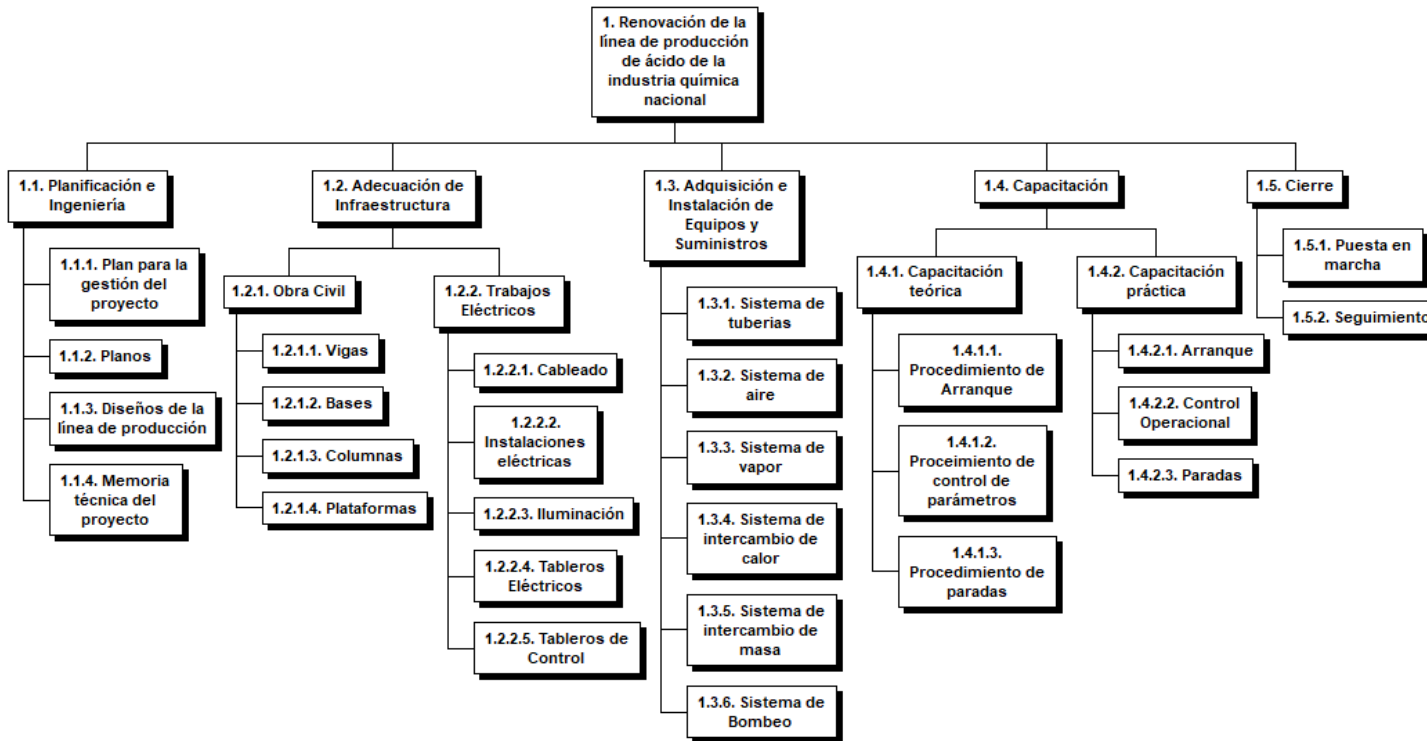 1. Renovación de la
línea de producción
de ácido de la
industria química
nacional
1.1. Planificación e
Ingeniería
1.1.1. Plan para la
gestión del
proyecto
1.1.2. Planos
1.1.3. Diseños de la
línea de producción
1.1.4. Memoria
técnica del
proyecto
1.2. Adecuación de
Infraestructura
1.2.1. Obra Civil
1.2.1.1. Vigas
1.2.1.2. Bases
1.2.1.3. Columnas
1.2.1.4. Plataformas
1.2.2. Trabajos
Eléctricos
1.2.2.1. Cableado
1.2.2.2.
Instalaciones
eléctricas
1.2.2.3. Iluminación
1.2.2.4. Tableros
Eléctricos
1.2.2.5. Tableros de
Control
1.3. Adquisición e
Instalación de
Equipos y
Suministros
1.3.1. Sistema de
tuberias
1.3.2. Sistema de
aire
1.3.3. Sistema de
vapor
1.3.4. Sistema de
intercambio de
calor
1.3.5. Sistema de
intercambio de
masa
1.3.6. Sistema de
Bombeo
1.4. Capacitación
1.4.1. Capacitación
teórica
1.4.1.1.
Procedimiento de
Arranque
1.4.1.2.
Proceimiento de
control de
parámetros
1.4.1.3.
Procedimiento de
paradas
1.4.2. Capacitación
práctica
1.4.2.1. Arranque
1.4.2.2. Control
Operacional
1.4.2.3. Paradas
1.5. Cierre
1.5.1. Puesta en
marcha
1.5.2. Seguimiento